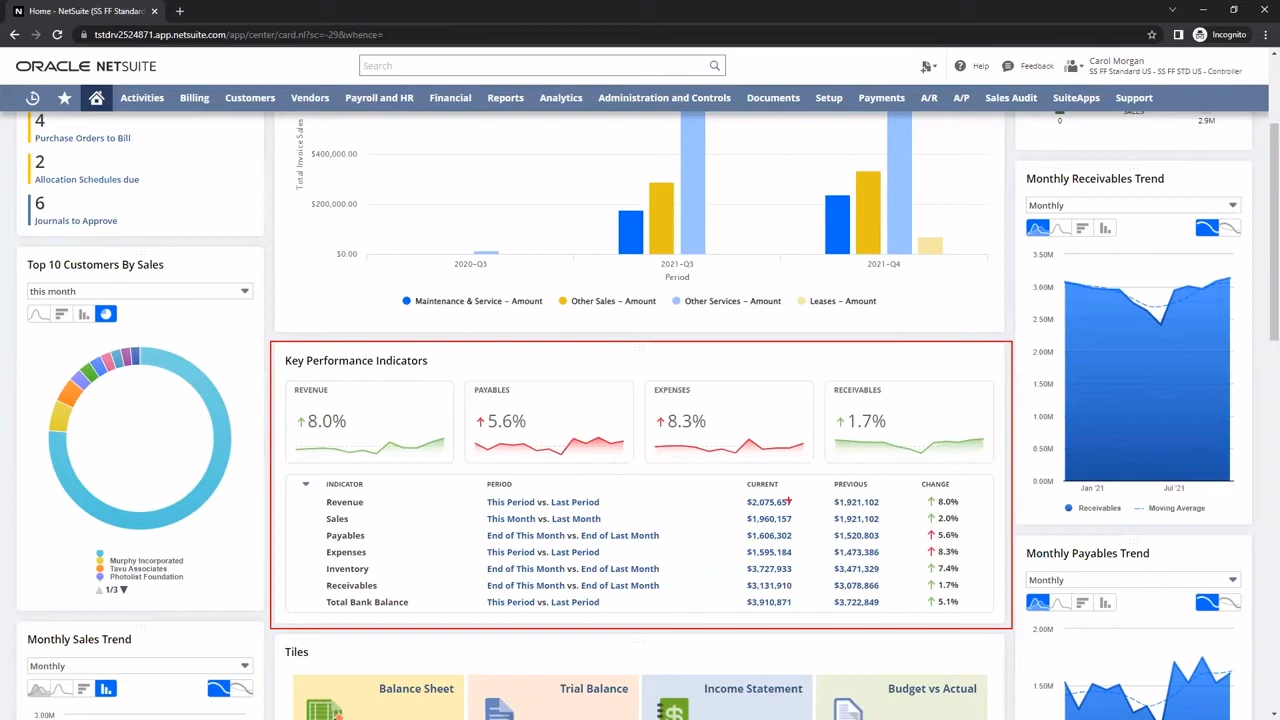 N Home - NetSuite (SS FF Standard
tstdrv2524871.app.netsuite.com/app/center/card.nl?sc=-29&whence=
Incognito
ORACLE NETSUITE
Search
Help
Feedback
Carol Morgan
SS FF Standard US - SS FF STD US - Controller
Activities Billing Customers Vendors Payroll and HR Financial Reports Analytics Administration and Controls Documents Setup Payments A/R A/P Sales Audit SuiteApps Support
4
Purchase Orders to Bill
2
Allocation Schedules due
6
Journals to Approve
Top 10 Customers By Sales
this month
Murphy Incorporated
Tavu Associates
Photolist Foundation
1/3
Monthly Sales Trend
Monthly
3.00M
Total Invoice Sales
$400,000.00
$200,000.00
$0.00
2020-Q3 2021-Q3 2021-Q4
Period
Maintenance & Service – Amount Other Sales – Amount Other Services – Amount Leases – Amount
Key Performance Indicators
REVENUE PAYABLES EXPENSES RECEIVABLES
8.0% 5.6% 8.3% 1.7%
INDICATOR PERIOD CURRENT PREVIOUS CHANGE
Revenue This Period vs. Last Period $2,075,657 $1,921,102 8.0%
Sales This Month vs. Last Month $1,960,157 $1,921,102 2.0%
Payables End of This Month vs. End of Last Month $1,606,302 $1,520,803 5.6%
Expenses This Period vs. Last Period $1,595,184 $1,473,386 8.3%
Inventory End of This Month vs. End of Last Month $3,727,933 $3,471,329 7.4%
Receivables End of This Month vs. End of Last Month $3,131,910 $3,078,866 1.7%
Total Bank Balance This Period vs. Last Period $3,910,871 $3,722,849 5.1%
Tiles
Balance Sheet Trial Balance Income Statement Budget vs Actual
0 SALES 2.9M
Monthly Receivables Trend
Monthly
3.50M
3.00M
2.50M
2.00M
1.50M
1.00M
0.50M
0.00M
Jan '21 Jul '21
Receivables Moving Average
Monthly Payables Trend
Monthly
2.00M
1.50M